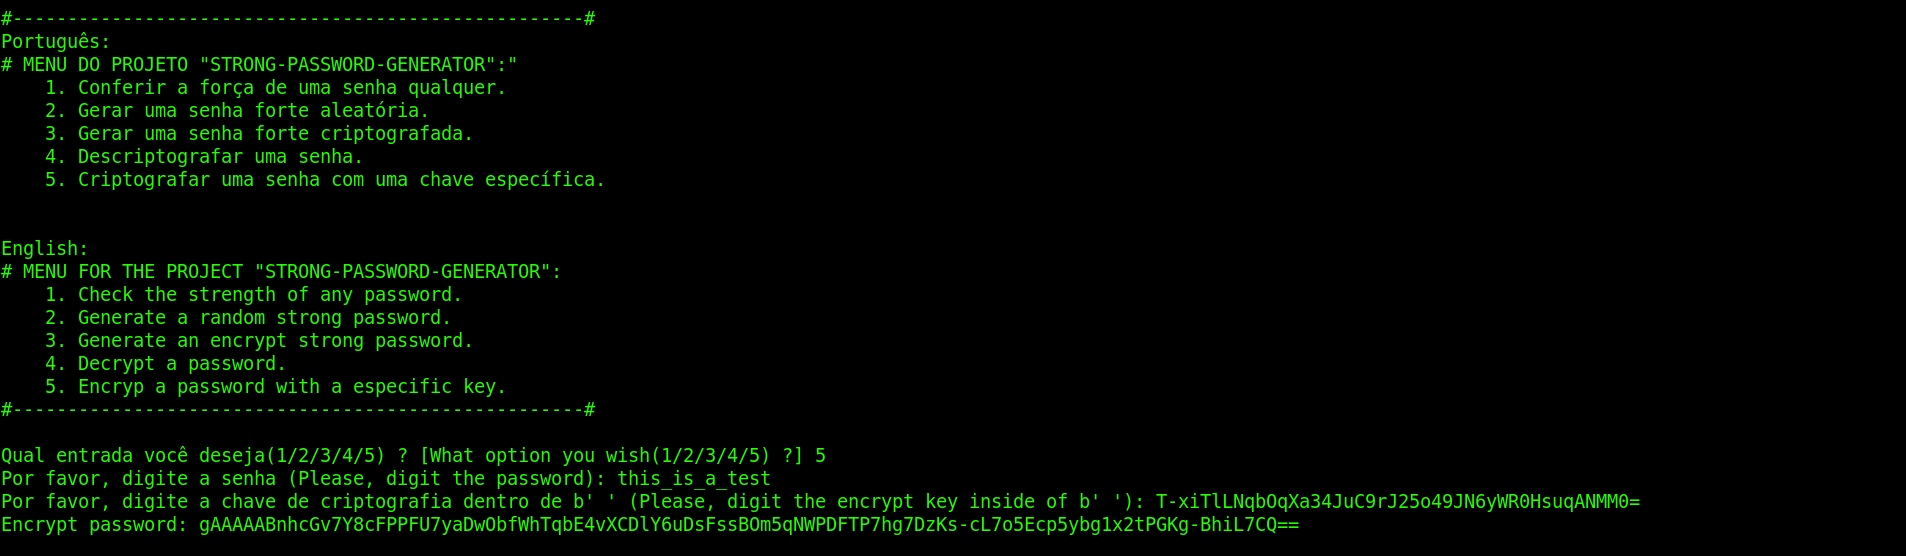 #----------------------------------------------------#
Português:
# MENU DO PROJETO "STRONG-PASSWORD-GENERATOR":"
    1. Conferir a força de uma senha qualquer.
    2. Gerar uma senha forte aleatória.
    3. Gerar uma senha forte criptografada.
    4. Descriptografar uma senha.
    5. Criptografar uma senha com uma chave específica.
English:
# MENU FOR THE PROJECT "STRONG-PASSWORD-GENERATOR":
    1. Check the strength of any password.
    2. Generate a random strong password.
    3. Generate an encrypt strong password.
    4. Decrypt a password.
    5. Encryp a password with a especific key.
#----------------------------------------------------#
Qual entrada você deseja(1/2/3/4/5) ? [What option you wish(1/2/3/4/5) ?] 5
Por favor, digite a senha (Please, digit the password): this_is_a_test
Por favor, digite a chave de criptografia dentro de b' ' (Please, digit the encrypt key inside of b' '): T-xiTlLNqbOqXa34JuC9rJ25o49JN6yWR0HsuqANMM0=
Encrypt password: gAAAAABnhcGv7Y8cFPPFU7yaDwObfWhTqbE4vXCDlY6uDsFssBOm5qNWPDFTP7hg7DzKs-cL7o5Ecp5ybg1x2tPGKg-BhiL7CQ==